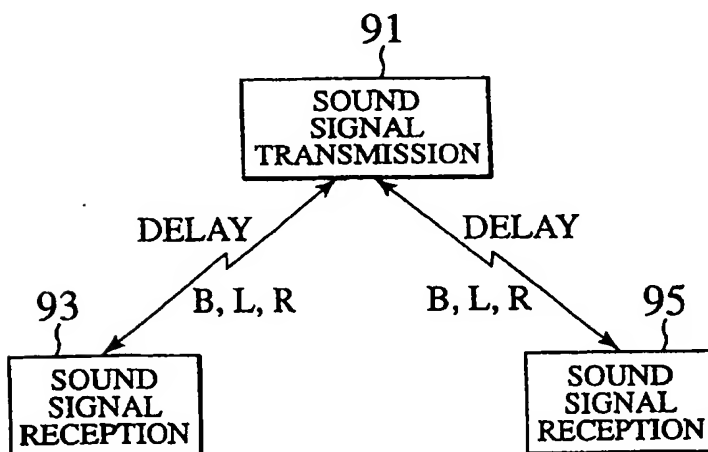 91
SOUND
SIGNAL
TRANSMISSION
DELAY
DELAY
B, L, R
B, L, R
93
95
SOUND
SIGNAL
RECEPTION
SOUND
SIGNAL
RECEPTION